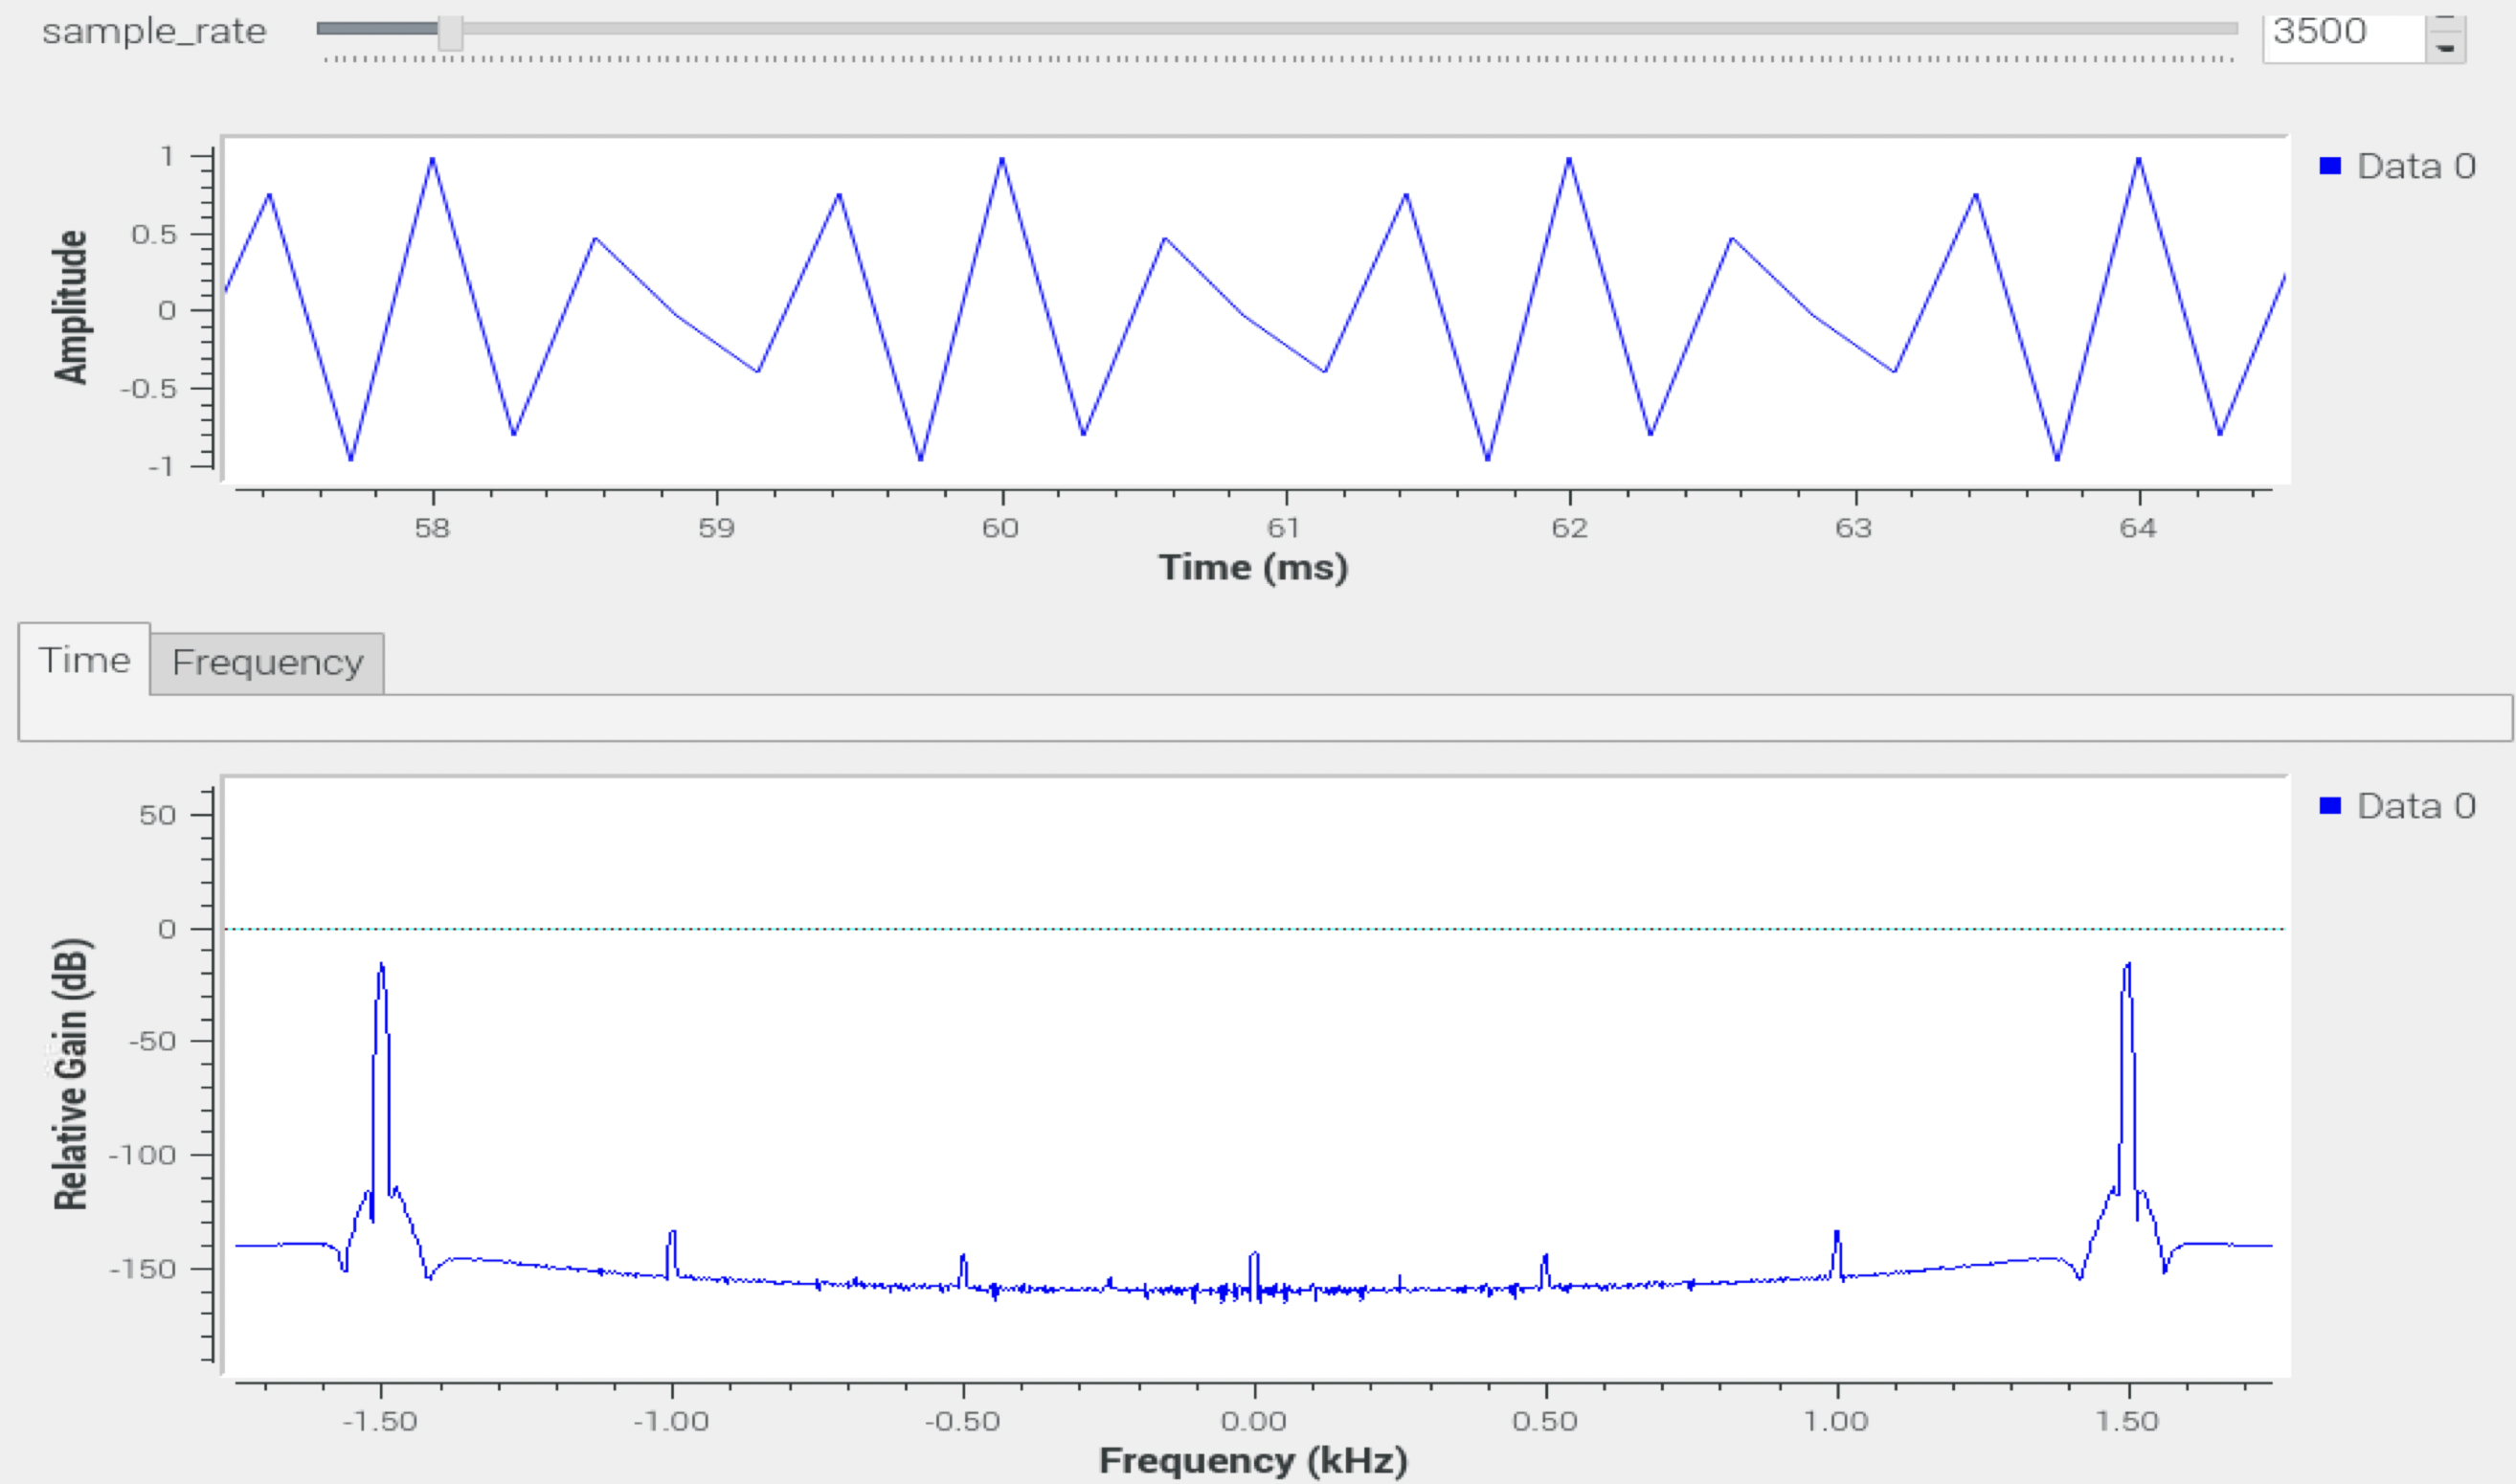 sample_rate 3500
Data 0
1
0.5
0
-0.5
-1
Amplitude
58 59 60 61 62 63 64
Time (ms)
Time Frequency
Data 0
50
0
-50
-100
-150
Relative Gain (dB)
-1.50 -1.00 -0.50 0.00 0.50 1.00 1.50
Frequency (kHz)